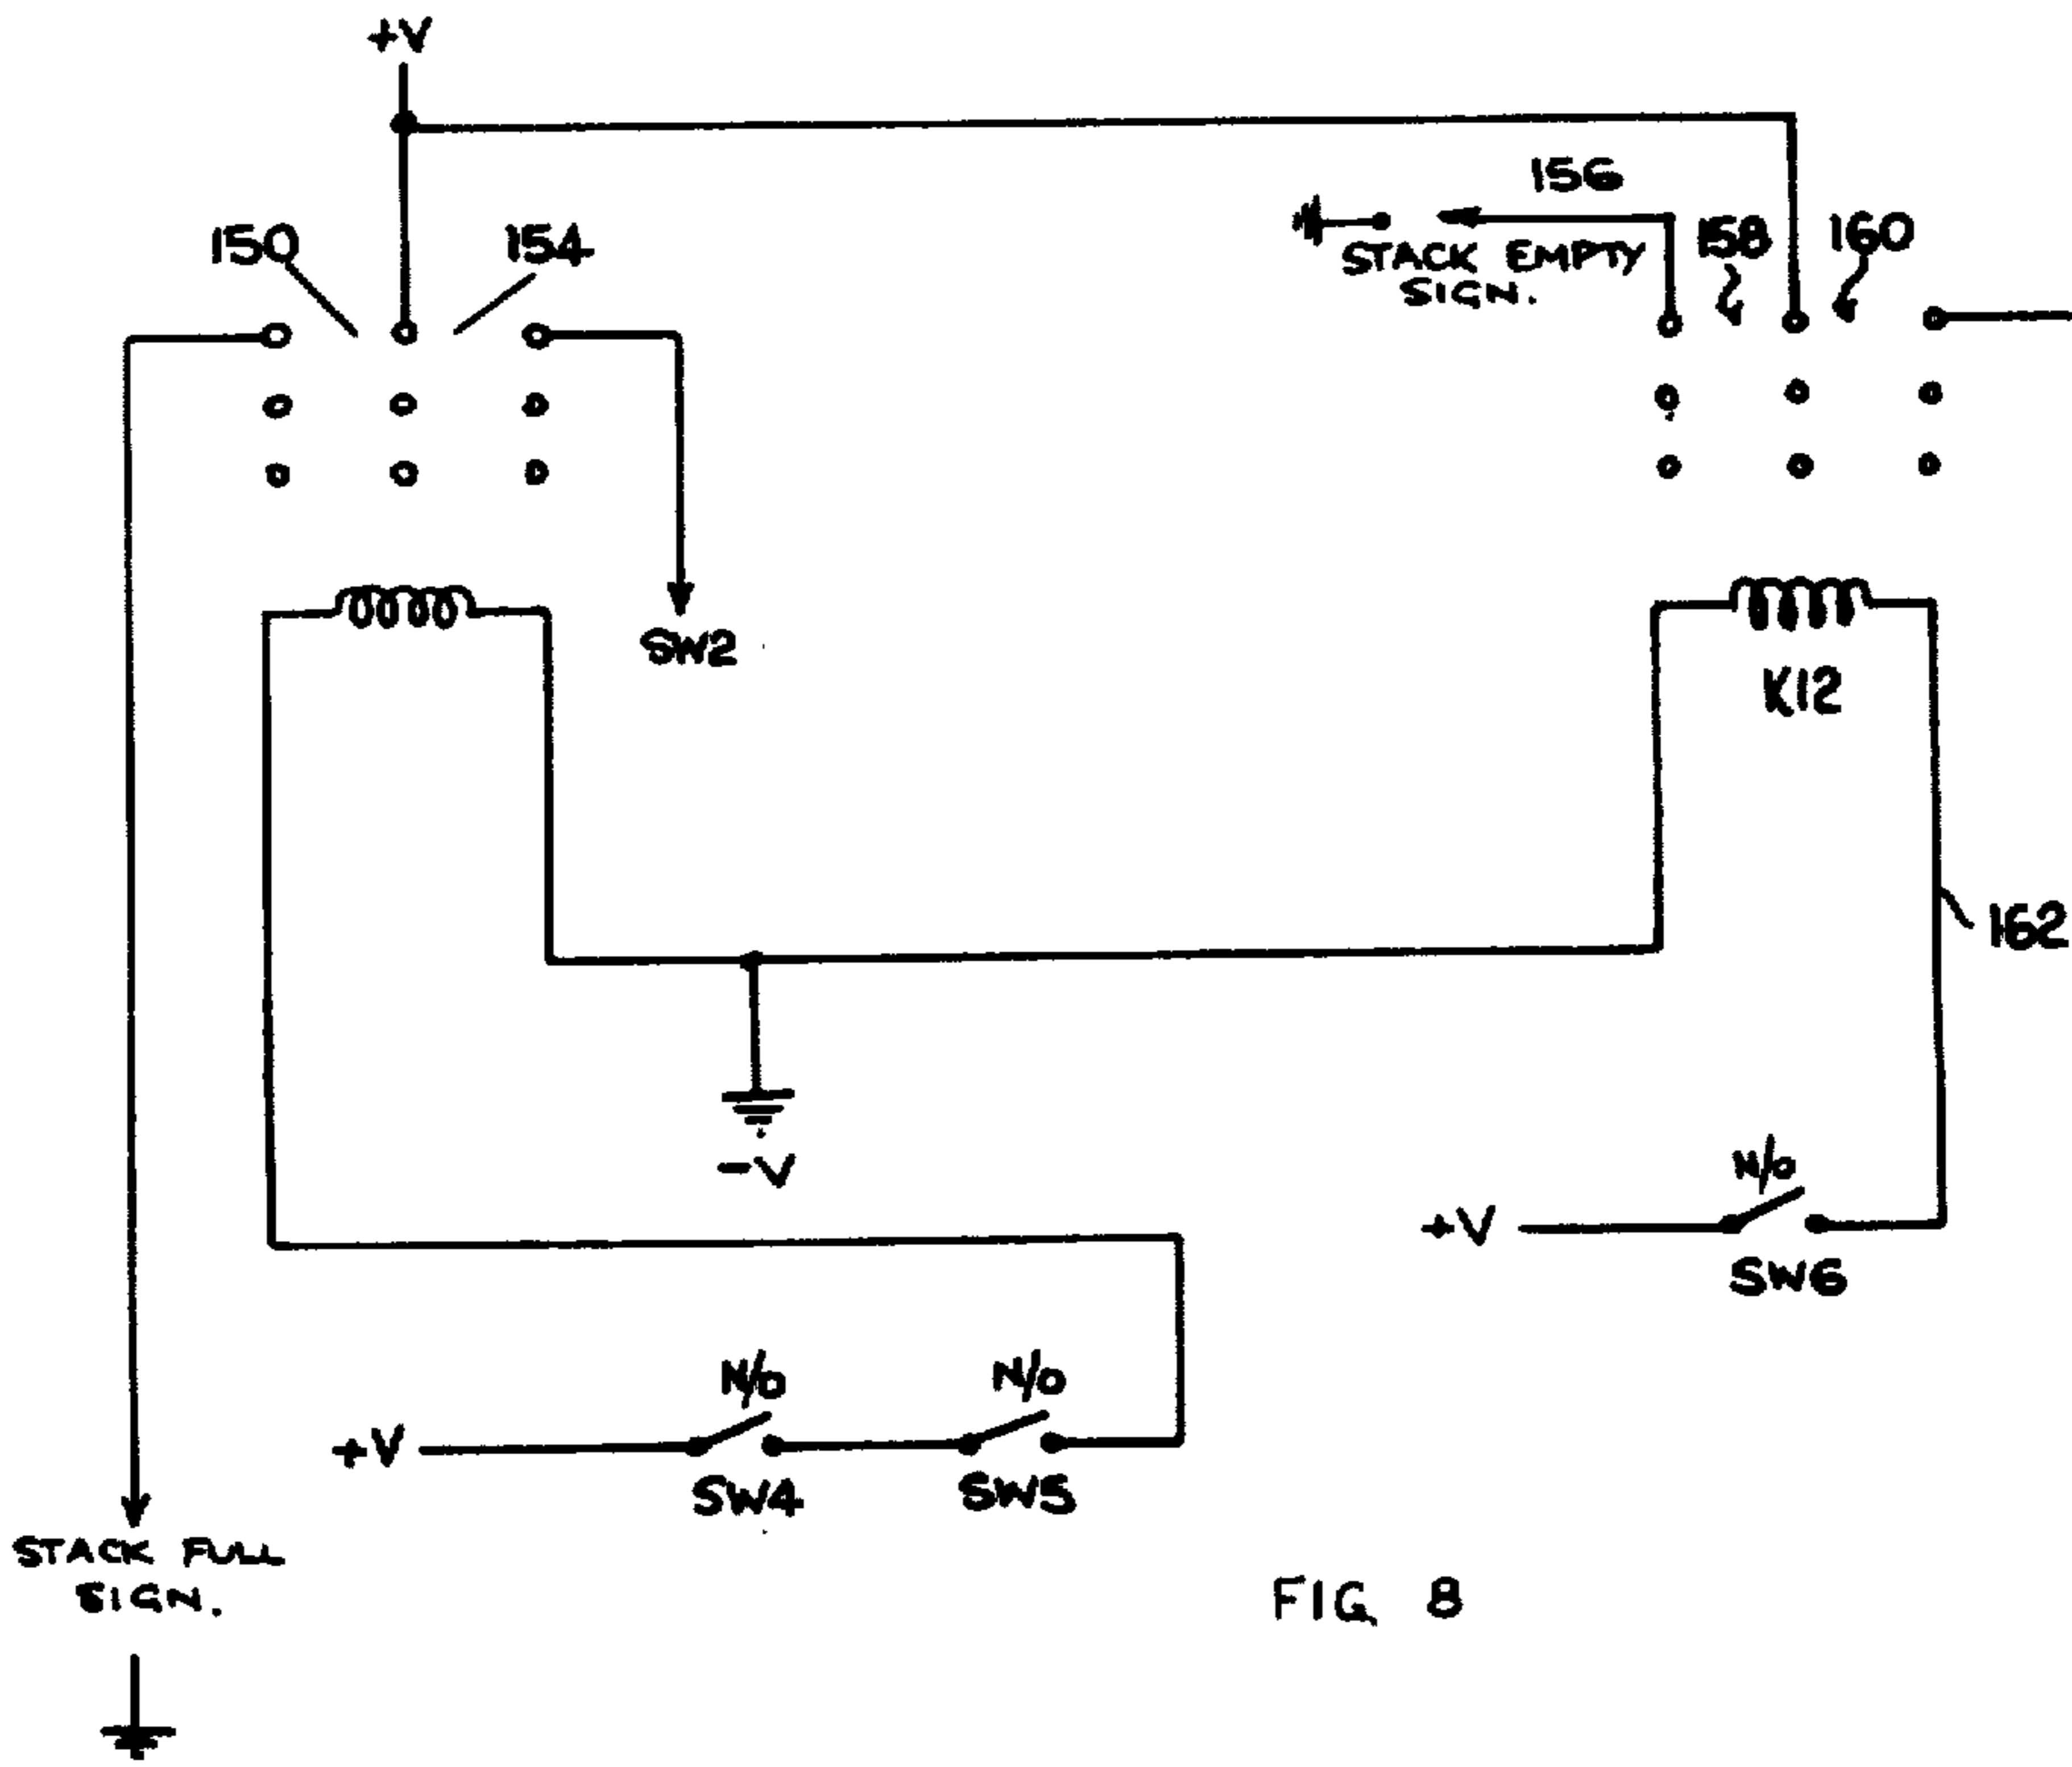 +V
156
150
154
158
160
STACK EMPTY
SIGN.
SW2
K12
162
-V
N/O
+V
SW6
N/O
N/O
+V
SW4
SW5
STACK FULL
SIGN.
FIG 8